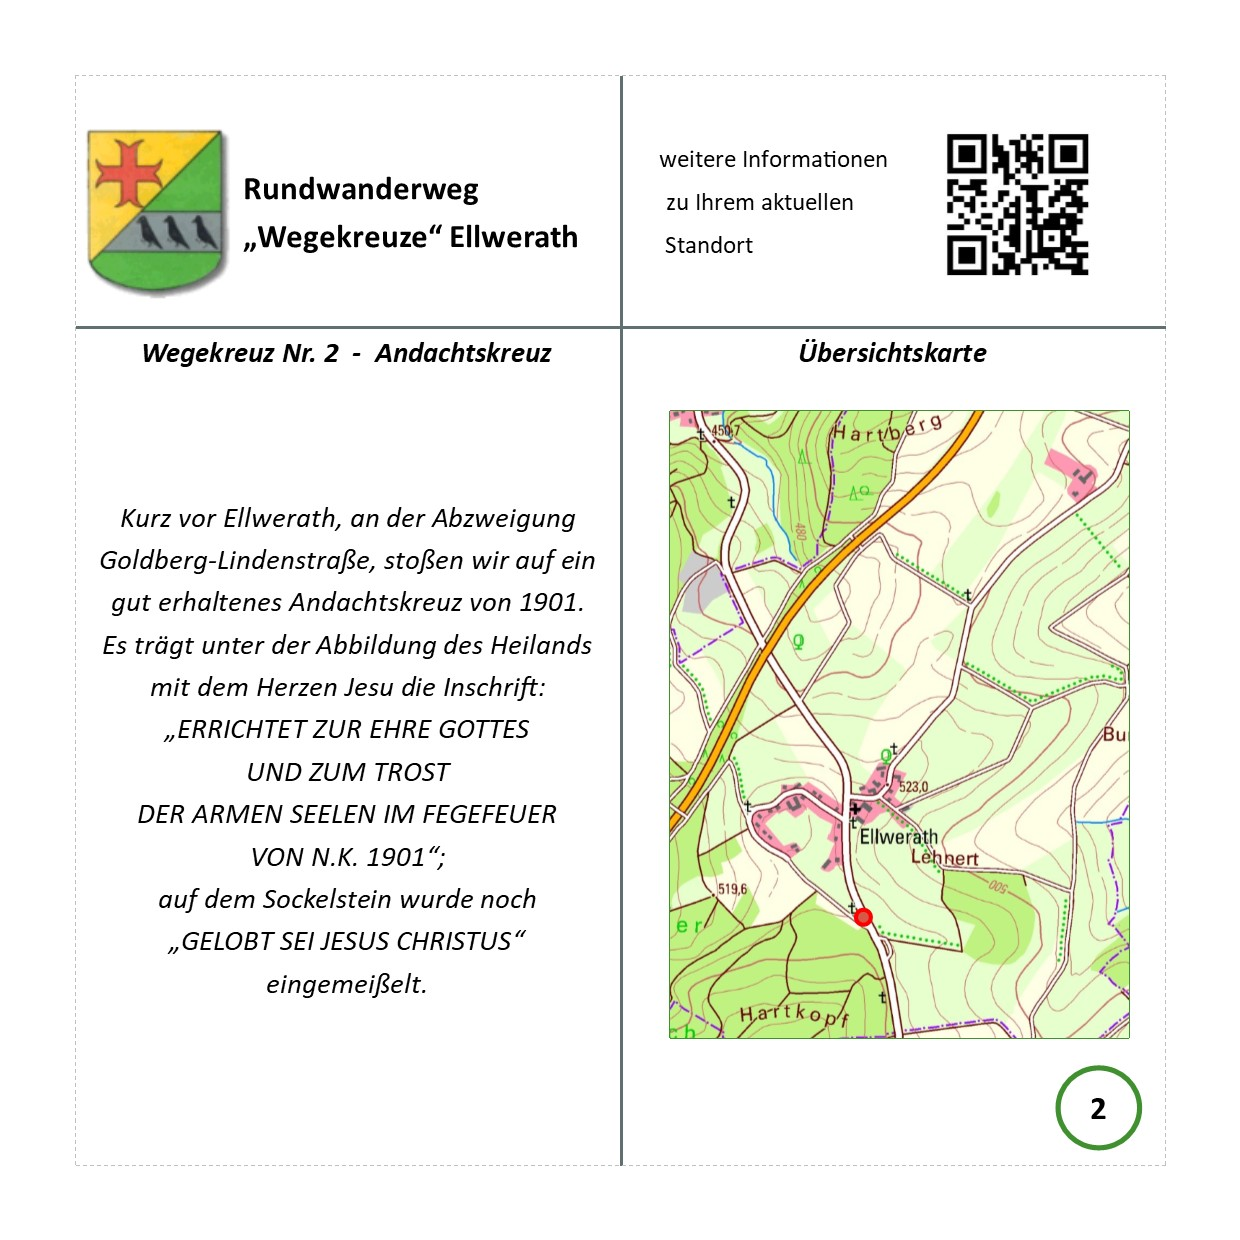 Rundwanderweg
„Wegekreuze“ Ellwerath
weitere Informationen
zu Ihrem aktuellen
Standort
Wegekreuz Nr. 2 - Andachtskreuz
Kurz vor Ellwerath, an der Abzweigung
Goldberg-Lindenstraße, stoßen wir auf ein
gut erhaltenes Andachtskreuz von 1901.
Es trägt unter der Abbildung des Heilands
mit dem Herzen Jesu die Inschrift:
„ERRICHTET ZUR EHRE GOTTES
UND ZUM TROST
DER ARMEN SEELEN IM FEGEFEUER
VON N.K. 1901“;
auf dem Sockelstein wurde noch
„GELOBT SEI JESUS CHRISTUS“
eingemeißelt.
Übersichtskarte
Hartberg
450,7
480
Bu
523,0
Ellwerath
Lehnert
500
519,6
er
Hartkopf
ch
2